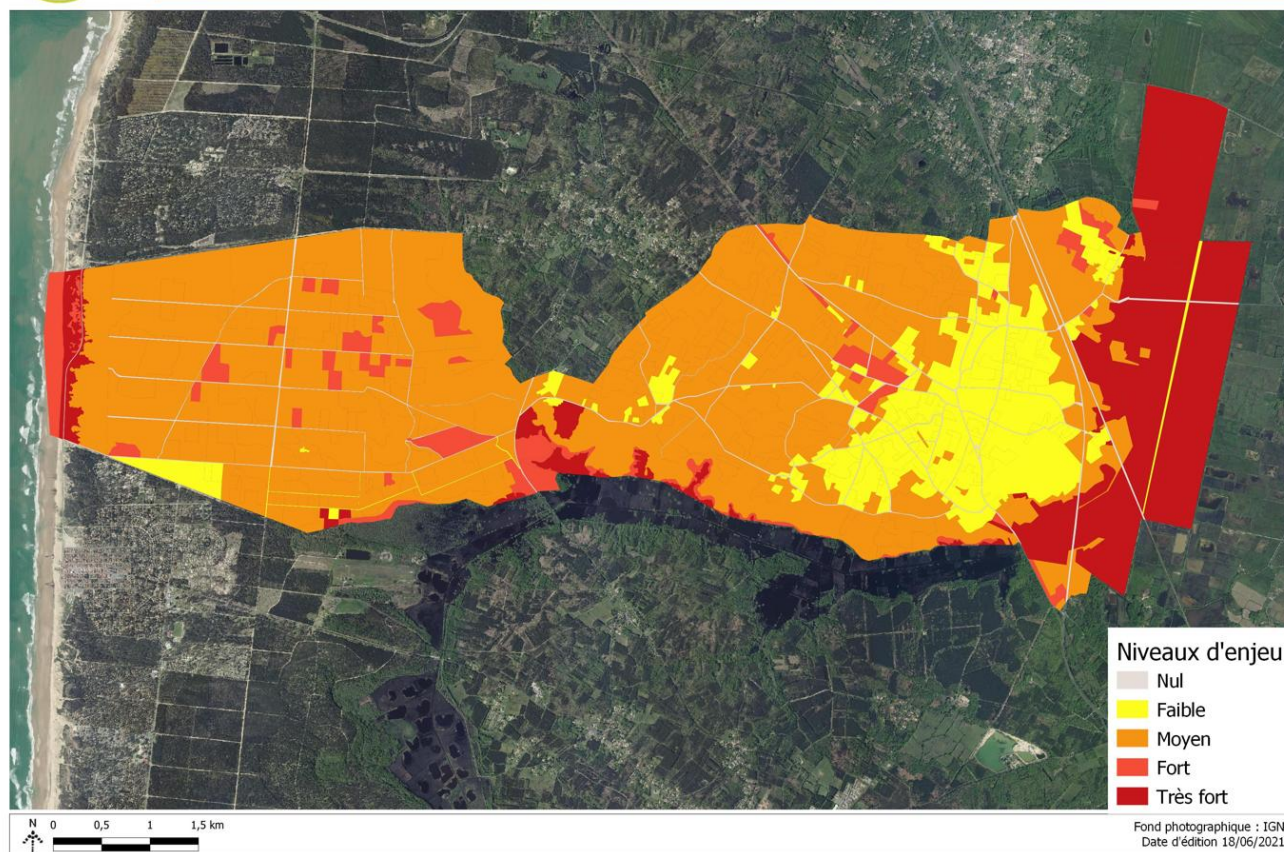 Niveaux d'enjeu
Nul
Faible
Moyen
Fort
Très fort
N
0 0,5 1 1,5 km
Fond photographique : IGN
Date d'édition 18/06/2021